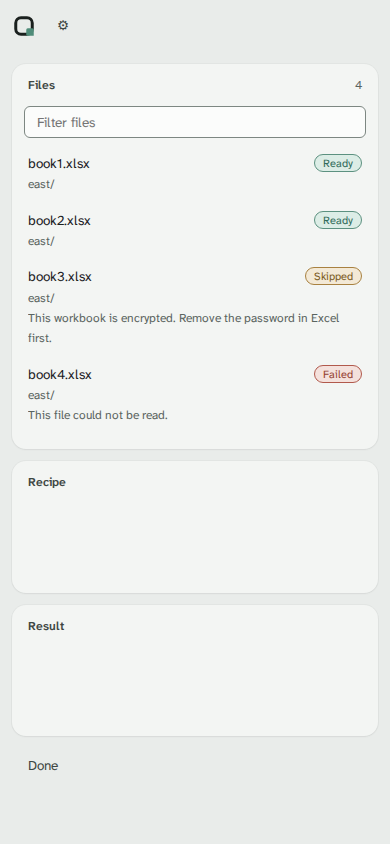 Files 4
Filter files
book1.xlsx Ready
east/
book2.xlsx Ready
east/
book3.xlsx Skipped
east/
This workbook is encrypted. Remove the password in Excel
first.
book4.xlsx Failed
east/
This file could not be read.
Recipe
Result
Done